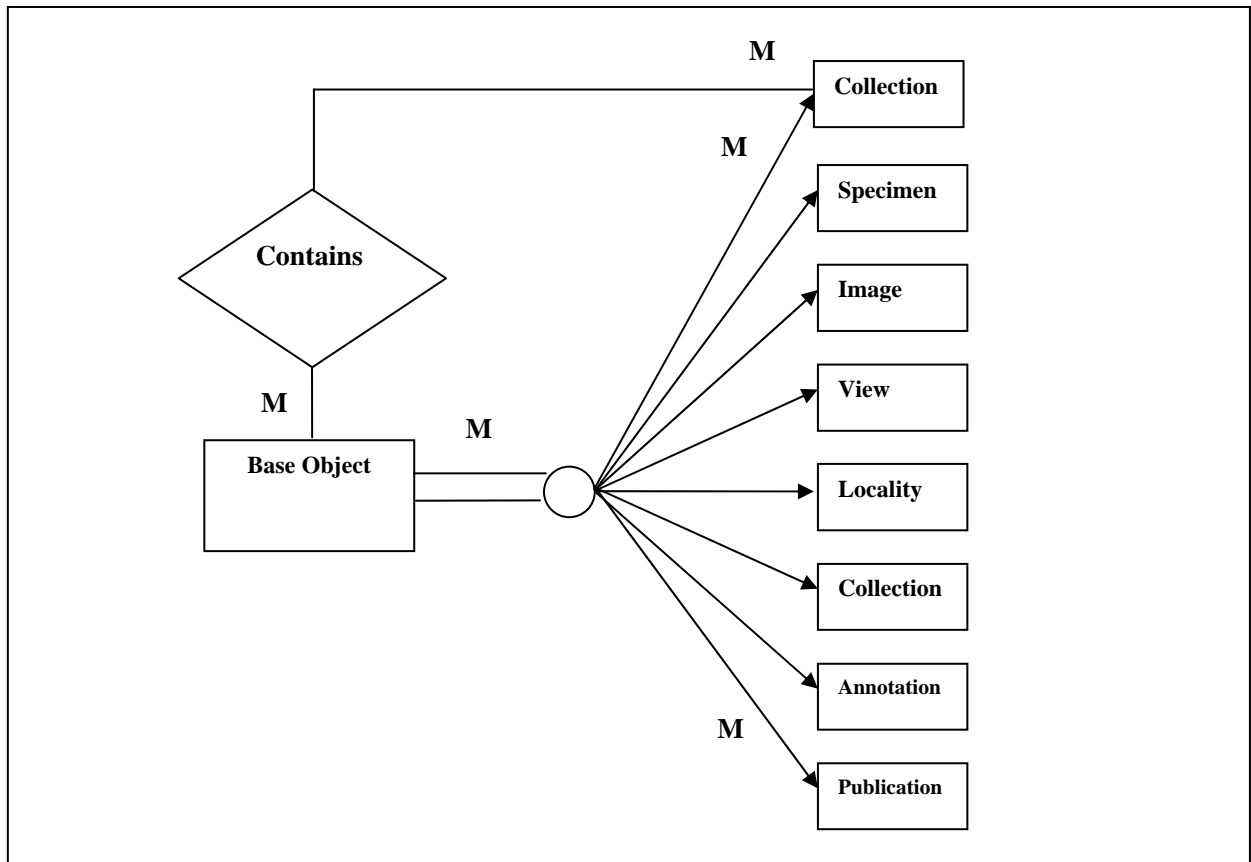 M
Collection
M
Specimen
Contains
Image
View
M
M
Base Object
Locality
Collection
Annotation
M
Publication